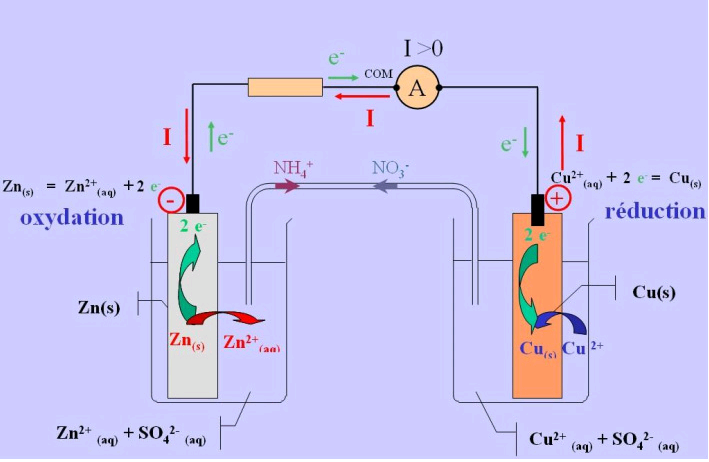 I >0
e-
COM
A
I
I
e-
e-
I
NH₄⁺
NO₃⁻
Zn(s) = Zn²⁺(aq) + 2 e-
Cu²⁺(aq) + 2 e- = Cu(s)
-
+
oxydation
réduction
2 e-
2 e-
Zn(s)
Cu(s)
Zn(s)
Zn²⁺(aq)
Cu(s)
Cu²⁺
Zn²⁺(aq) + SO₄²⁻(aq)
Cu²⁺(aq) + SO₄²⁻(aq)